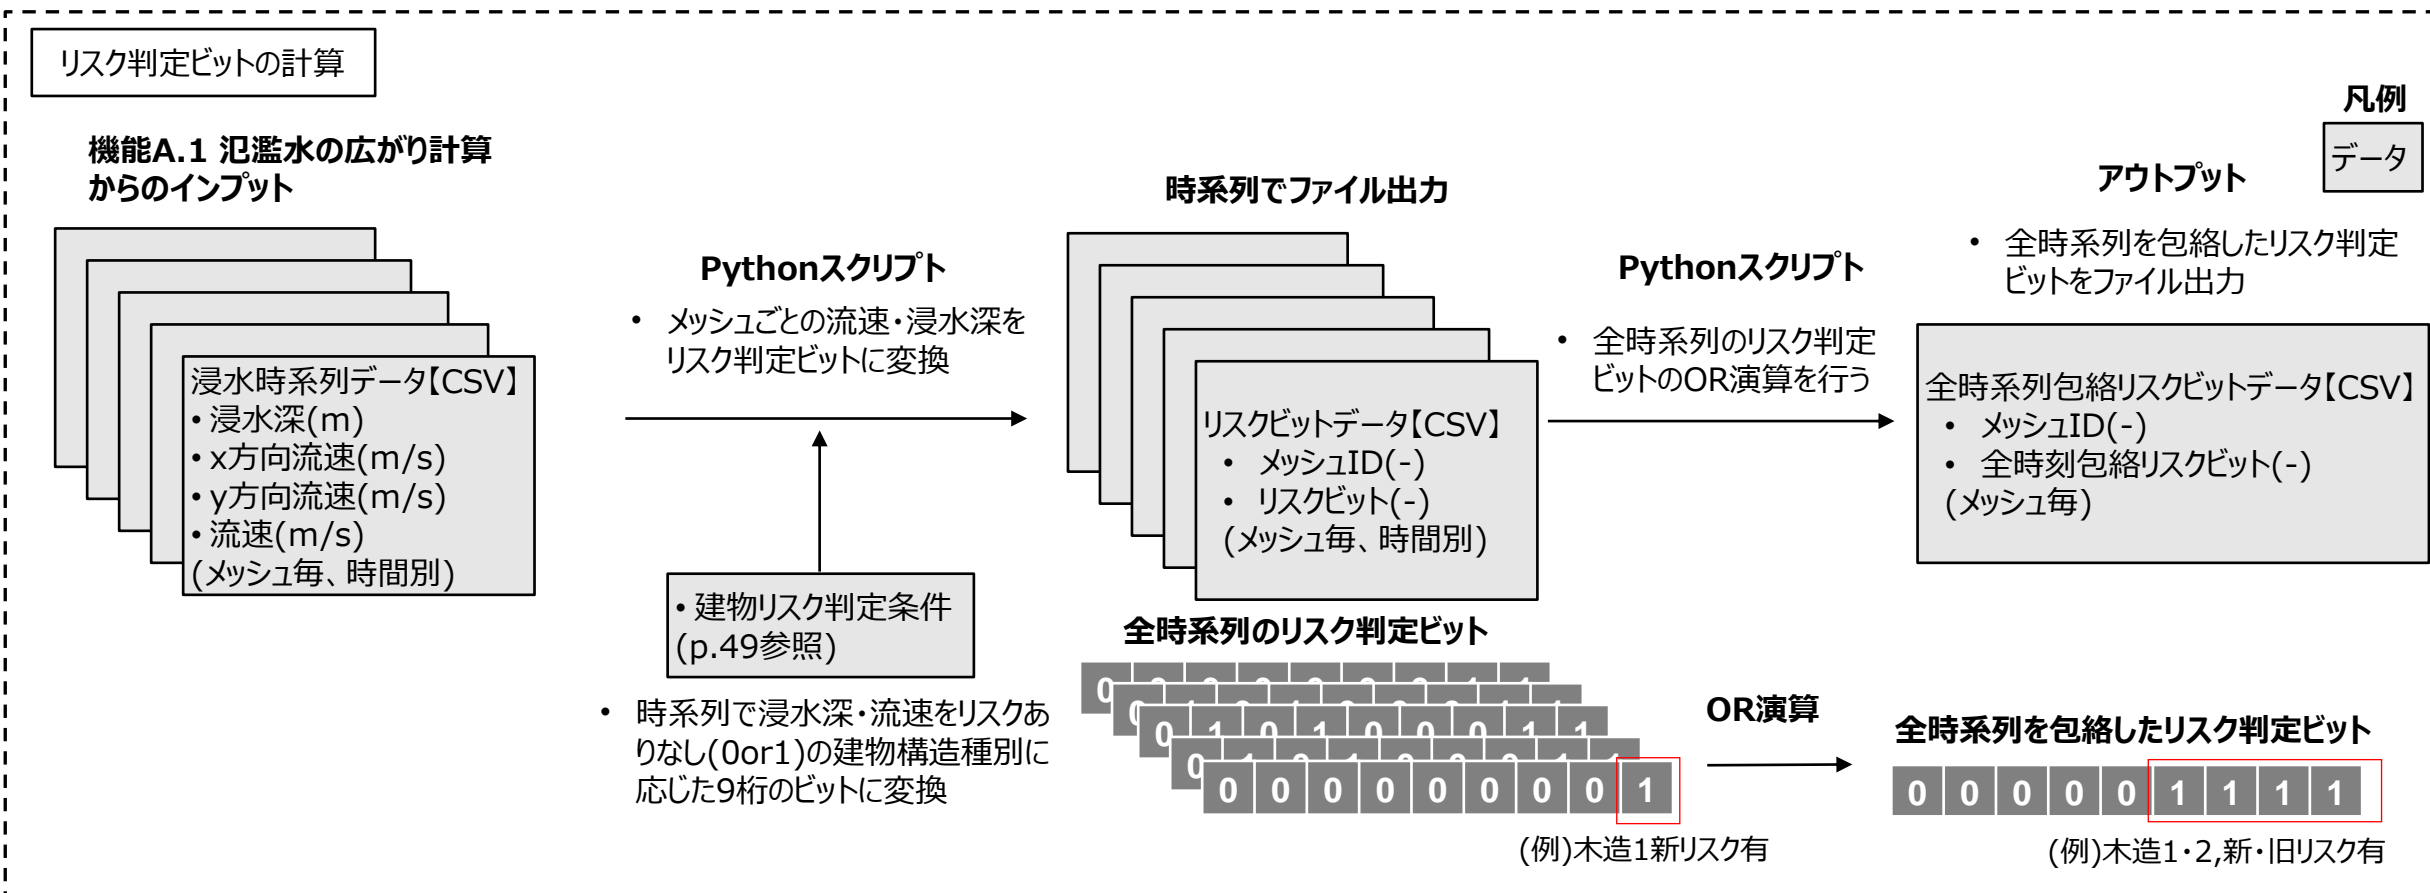 リスク判定ビットの計算
凡例
データ
機能A.1 氾濫水の広がり計算
からのインプット
浸水時系列データ【CSV】
• 浸水深(m)
• x方向流速(m/s)
• y方向流速(m/s)
• 流速(m/s)
(メッシュ毎、時間別)
Pythonスクリプト
• メッシュごとの流速・浸水深を
リスク判定ビットに変換
• 建物リスク判定条件
(p.49参照)
• 時系列で浸水深・流速をリスクあ
りなし(0or1)の建物構造種別に
応じた9桁のビットに変換
時系列でファイル出力
リスクビットデータ【CSV】
• メッシュID(-)
• リスクビット(-)
(メッシュ毎、時間別)
Pythonスクリプト
• 全時系列のリスク判定
ビットのOR演算を行う
アウトプット
• 全時系列を包絡したリスク判定
ビットをファイル出力
全時系列包絡リスクビットデータ【CSV】
• メッシュID(-)
• 全時刻包絡リスクビット(-)
(メッシュ毎)
全時系列のリスク判定ビット
0 1 0 1 0 0 0 1 1
0 0 0 0 0 0 0 0 1
(例)木造1新リスク有
OR演算
全時系列を包絡したリスク判定ビット
0 0 0 0 0 1 1 1 1
(例)木造1・2,新・旧リスク有